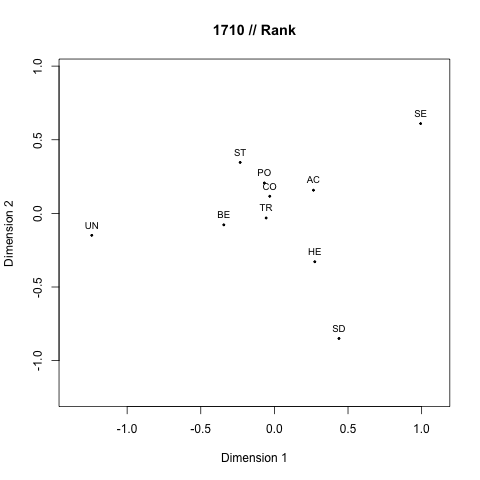 1710 // Rank
1.0
SE
0.5
ST
PO
AC
CO
TR
0.0
BE
UN
Dimension 2
HE
-0.5
SD
-1.0
-1.0 -0.5 0.0 0.5 1.0
Dimension 1